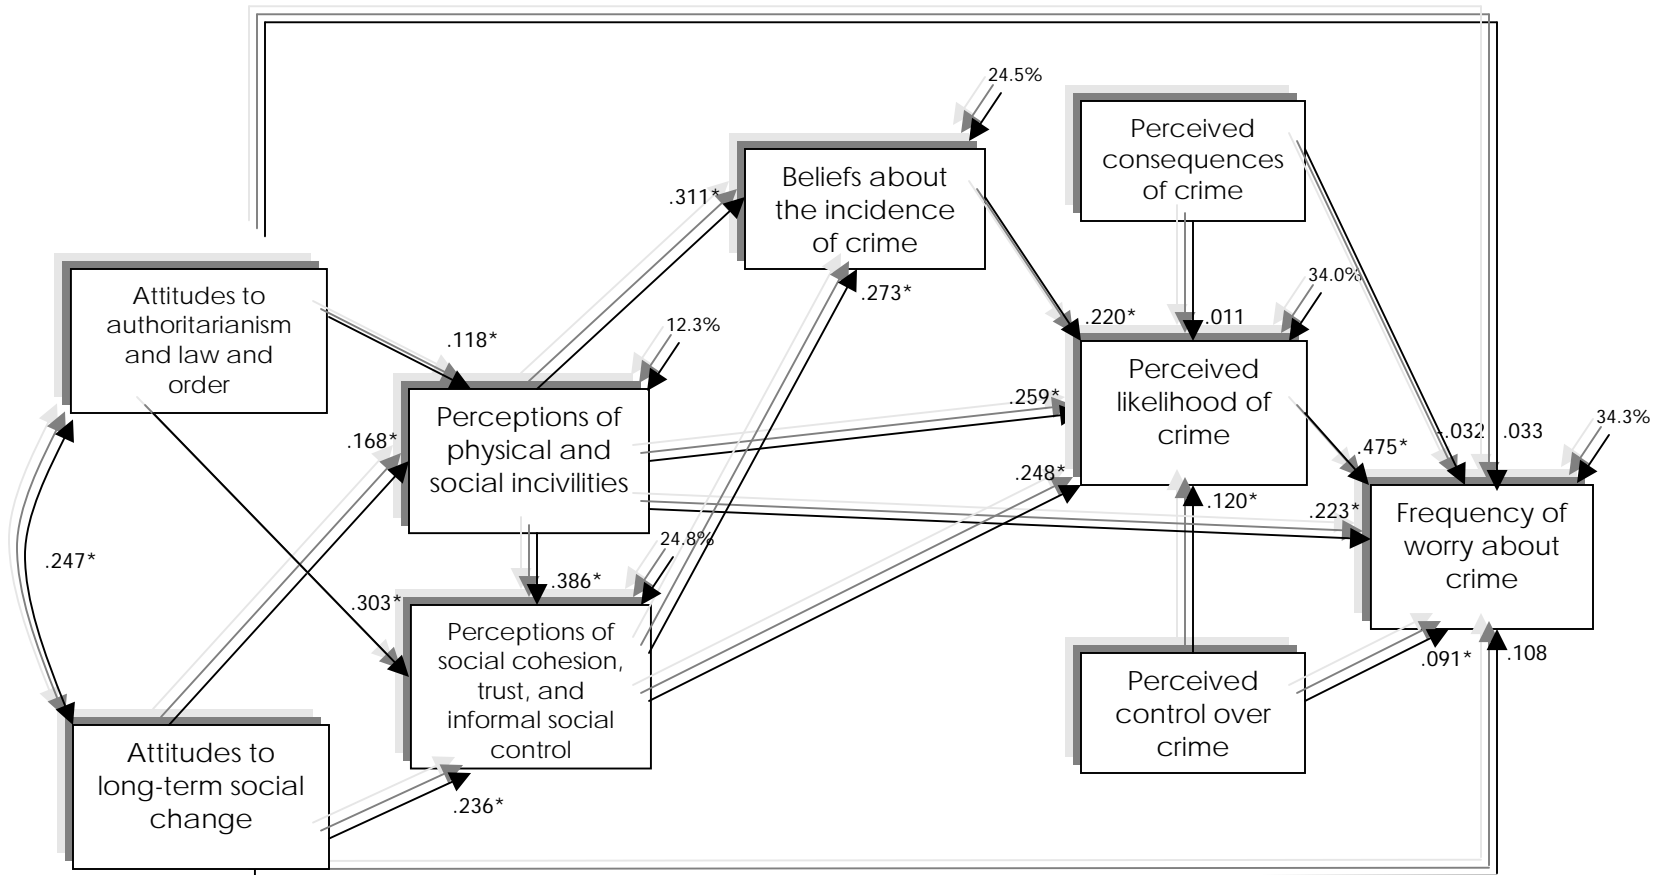 24.5%
Perceived
consequences
of crime
Beliefs about
the incidence
of crime
.311*
.273*
.220*
.011
34.0%
Attitudes to
authoritarianism
and law and
order
.118*
12.3%
Perceptions of
physical and
social incivilities
.168*
.259*
Perceived
likelihood of
crime
.475*
-.032
.033
34.3%
.248*
.120*
.223*
Frequency of
worry about
crime
.247*
24.8%
.386*
.303*
Perceptions of
social cohesion,
trust, and
informal social
control
Perceived
control over
crime
.091*
.108
Attitudes to
long-term social
change
.236*